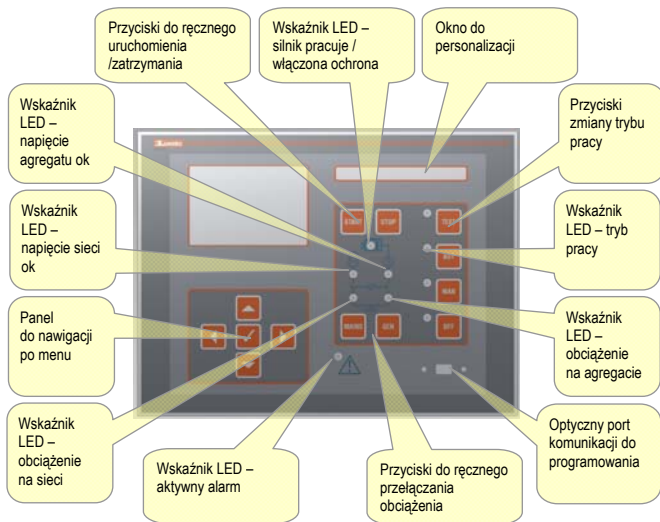 Przyciski do ręcznego
uruchomienia
/zatrzymania
Wskaźnik LED –
silnik pracuje /
włączona ochrona
Okno do
personalizacji
Wskaźnik
LED –
napięcie
agregatu ok
Przyciski
zmiany trybu
pracy
Wskaźnik
LED –
napięcie sieci
ok
Wskaźnik
LED – tryb
pracy
Panel
do nawigacji
po menu
Wskaźnik
LED –
obciążenie
na agregacie
Wskaźnik
LED –
obciążenie
na sieci
Wskaźnik LED –
aktywny alarm
Przyciski do ręcznego
przełączania
obciążenia
Optyczny port
komunikacji do
programowania
START
STOP
TEST
AUT
MAN
MAINS
GEN
OFF